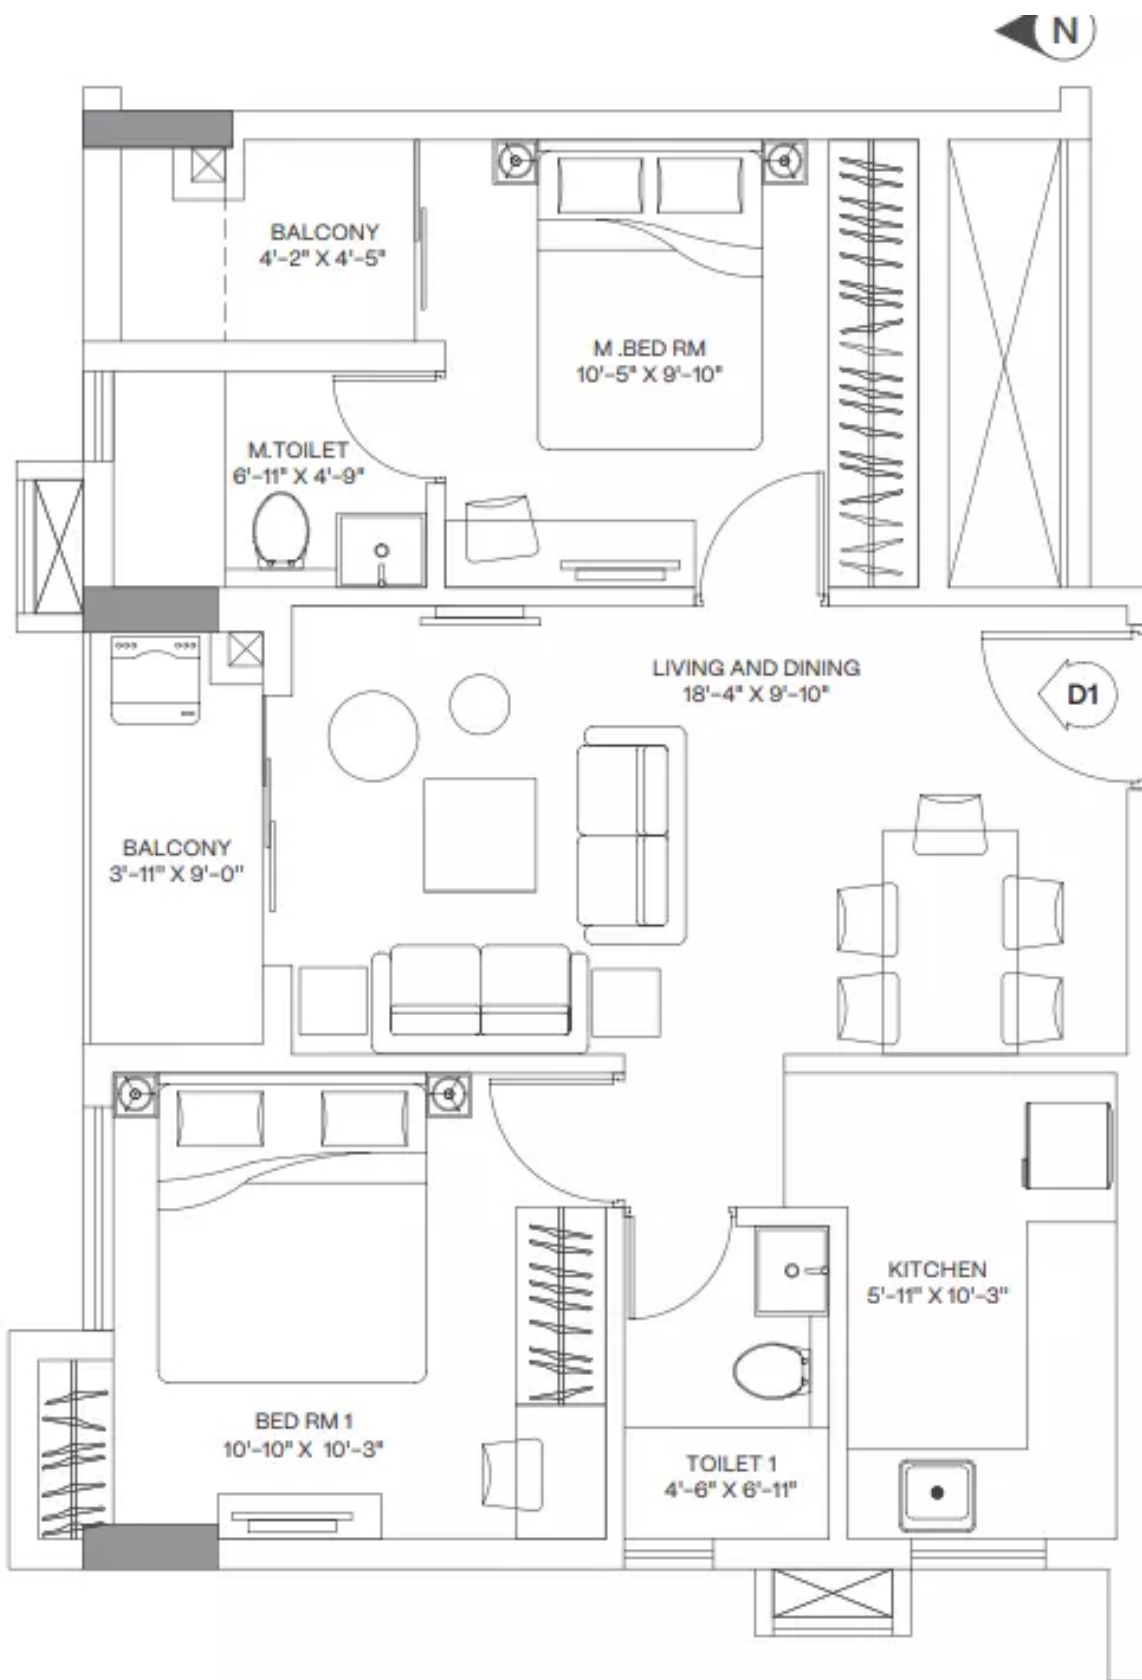 N
BALCONY
4'-2" X 4'-5"
M .BED RM
10'-5" X 9'-10"
M.TOILET
6'-11" X 4'-9"
LIVING AND DINING
18'-4" X 9'-10"
D1
BALCONY
3'-11" X 9'-0"
KITCHEN
5'-11" X 10'-3"
BED RM 1
10'-10" X 10'-3"
TOILET 1
4'-6" X 6'-11"